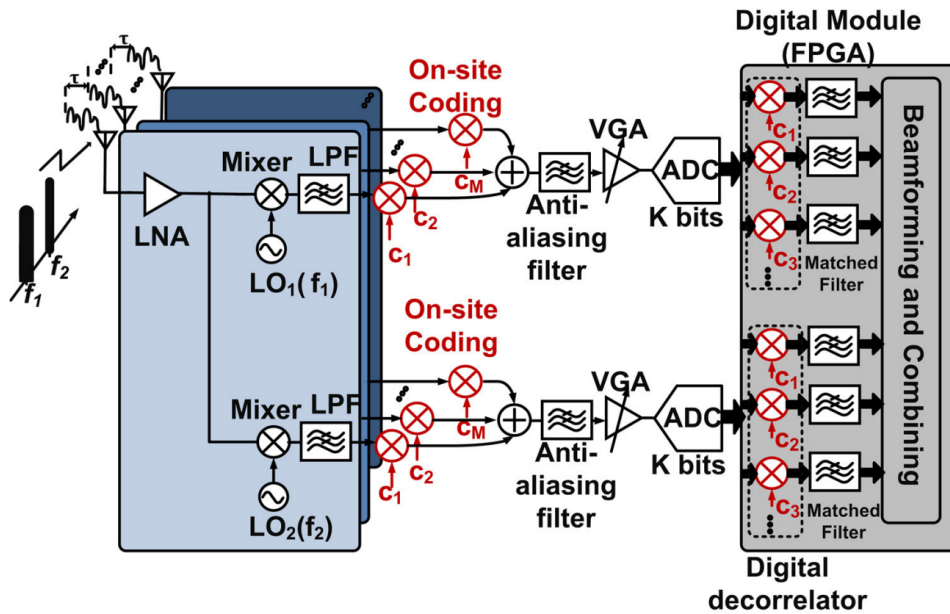 Digital Module
(FPGA)
τ
τ
On-site
Coding
Mixer
LPF
LNA
LO₁(f₁)
f₁
f₂
c_M
c₂
c₁
Anti-
aliasing
filter
VGA
ADC
K bits
c₁
c₂
c₃
Matched
Filter
Beamforming and Combining
On-site
Coding
Mixer
LPF
LO₂(f₂)
c_M
c₂
c₁
Anti-
aliasing
filter
VGA
ADC
K bits
c₁
c₂
c₃
Matched
Filter
Digital
decorrelator